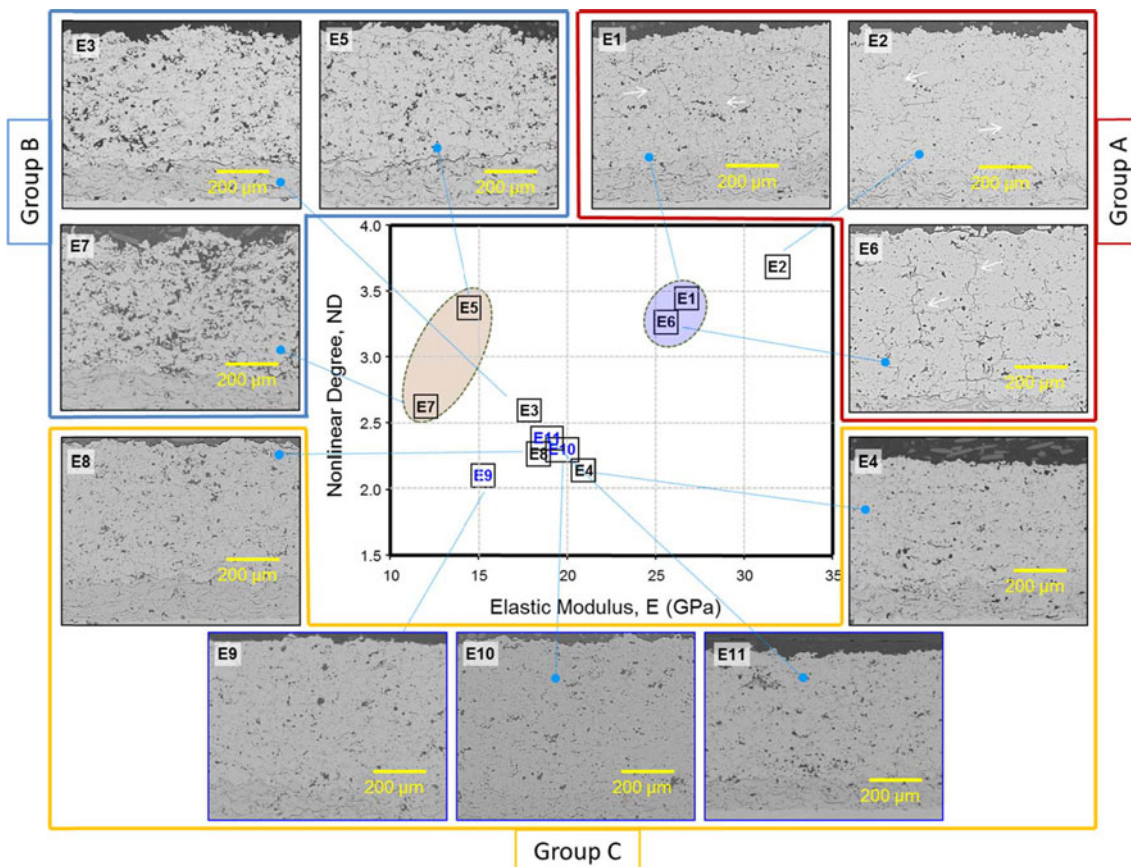 E3
200 µm
E5
200 µm
E1
200 µm
E2
200 µm
Group B
Group A
E7
200 µm
E6
200 µm
4.0
3.5
3.0
2.5
2.0
1.5
Nonlinear Degree, ND
E2
E1
E6
E5
E7
E3
E11
E10
E8
E4
E9
10 15 20 25 30 35
Elastic Modulus, E (GPa)
E8
200 µm
E4
200 µm
E9
200 µm
E10
200 µm
E11
200 µm
Group C